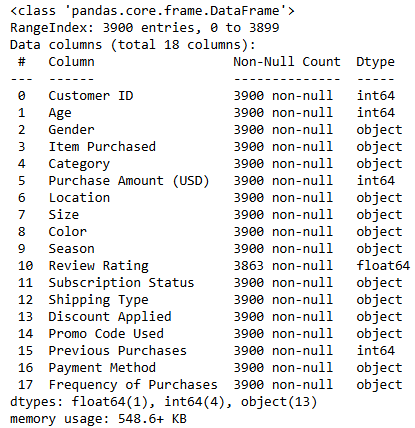 <class 'pandas.core.frame.DataFrame'>
RangeIndex: 3900 entries, 0 to 3899
Data columns (total 18 columns):
 #   Column                  Non-Null Count  Dtype
---  ------                  --------------  -----
 0   Customer ID             3900 non-null   int64
 1   Age                     3900 non-null   int64
 2   Gender                  3900 non-null   object
 3   Item Purchased          3900 non-null   object
 4   Category                3900 non-null   object
 5   Purchase Amount (USD)   3900 non-null   int64
 6   Location                3900 non-null   object
 7   Size                    3900 non-null   object
 8   Color                   3900 non-null   object
 9   Season                  3900 non-null   object
 10  Review Rating           3863 non-null   float64
 11  Subscription Status     3900 non-null   object
 12  Shipping Type           3900 non-null   object
 13  Discount Applied        3900 non-null   object
 14  Promo Code Used         3900 non-null   object
 15  Previous Purchases      3900 non-null   int64
 16  Payment Method          3900 non-null   object
 17  Frequency of Purchases  3900 non-null   object
dtypes: float64(1), int64(4), object(13)
memory usage: 548.6+ KB